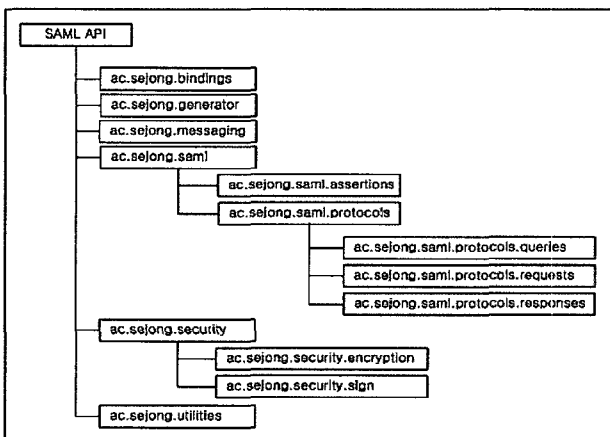 SAML API
ac.sejong.bindings
ac.sejong.generator
ac.sejong.messaging
ac.sejong.saml
ac.sejong.saml.assertions
ac.sejong.saml.protocols
ac.sejong.saml.protocols.queries
ac.sejong.saml.protocols.requests
ac.sejong.saml.protocols.responses
ac.sejong.security
ac.sejong.security.encryption
ac.sejong.security.sign
ac.sejong.utilities